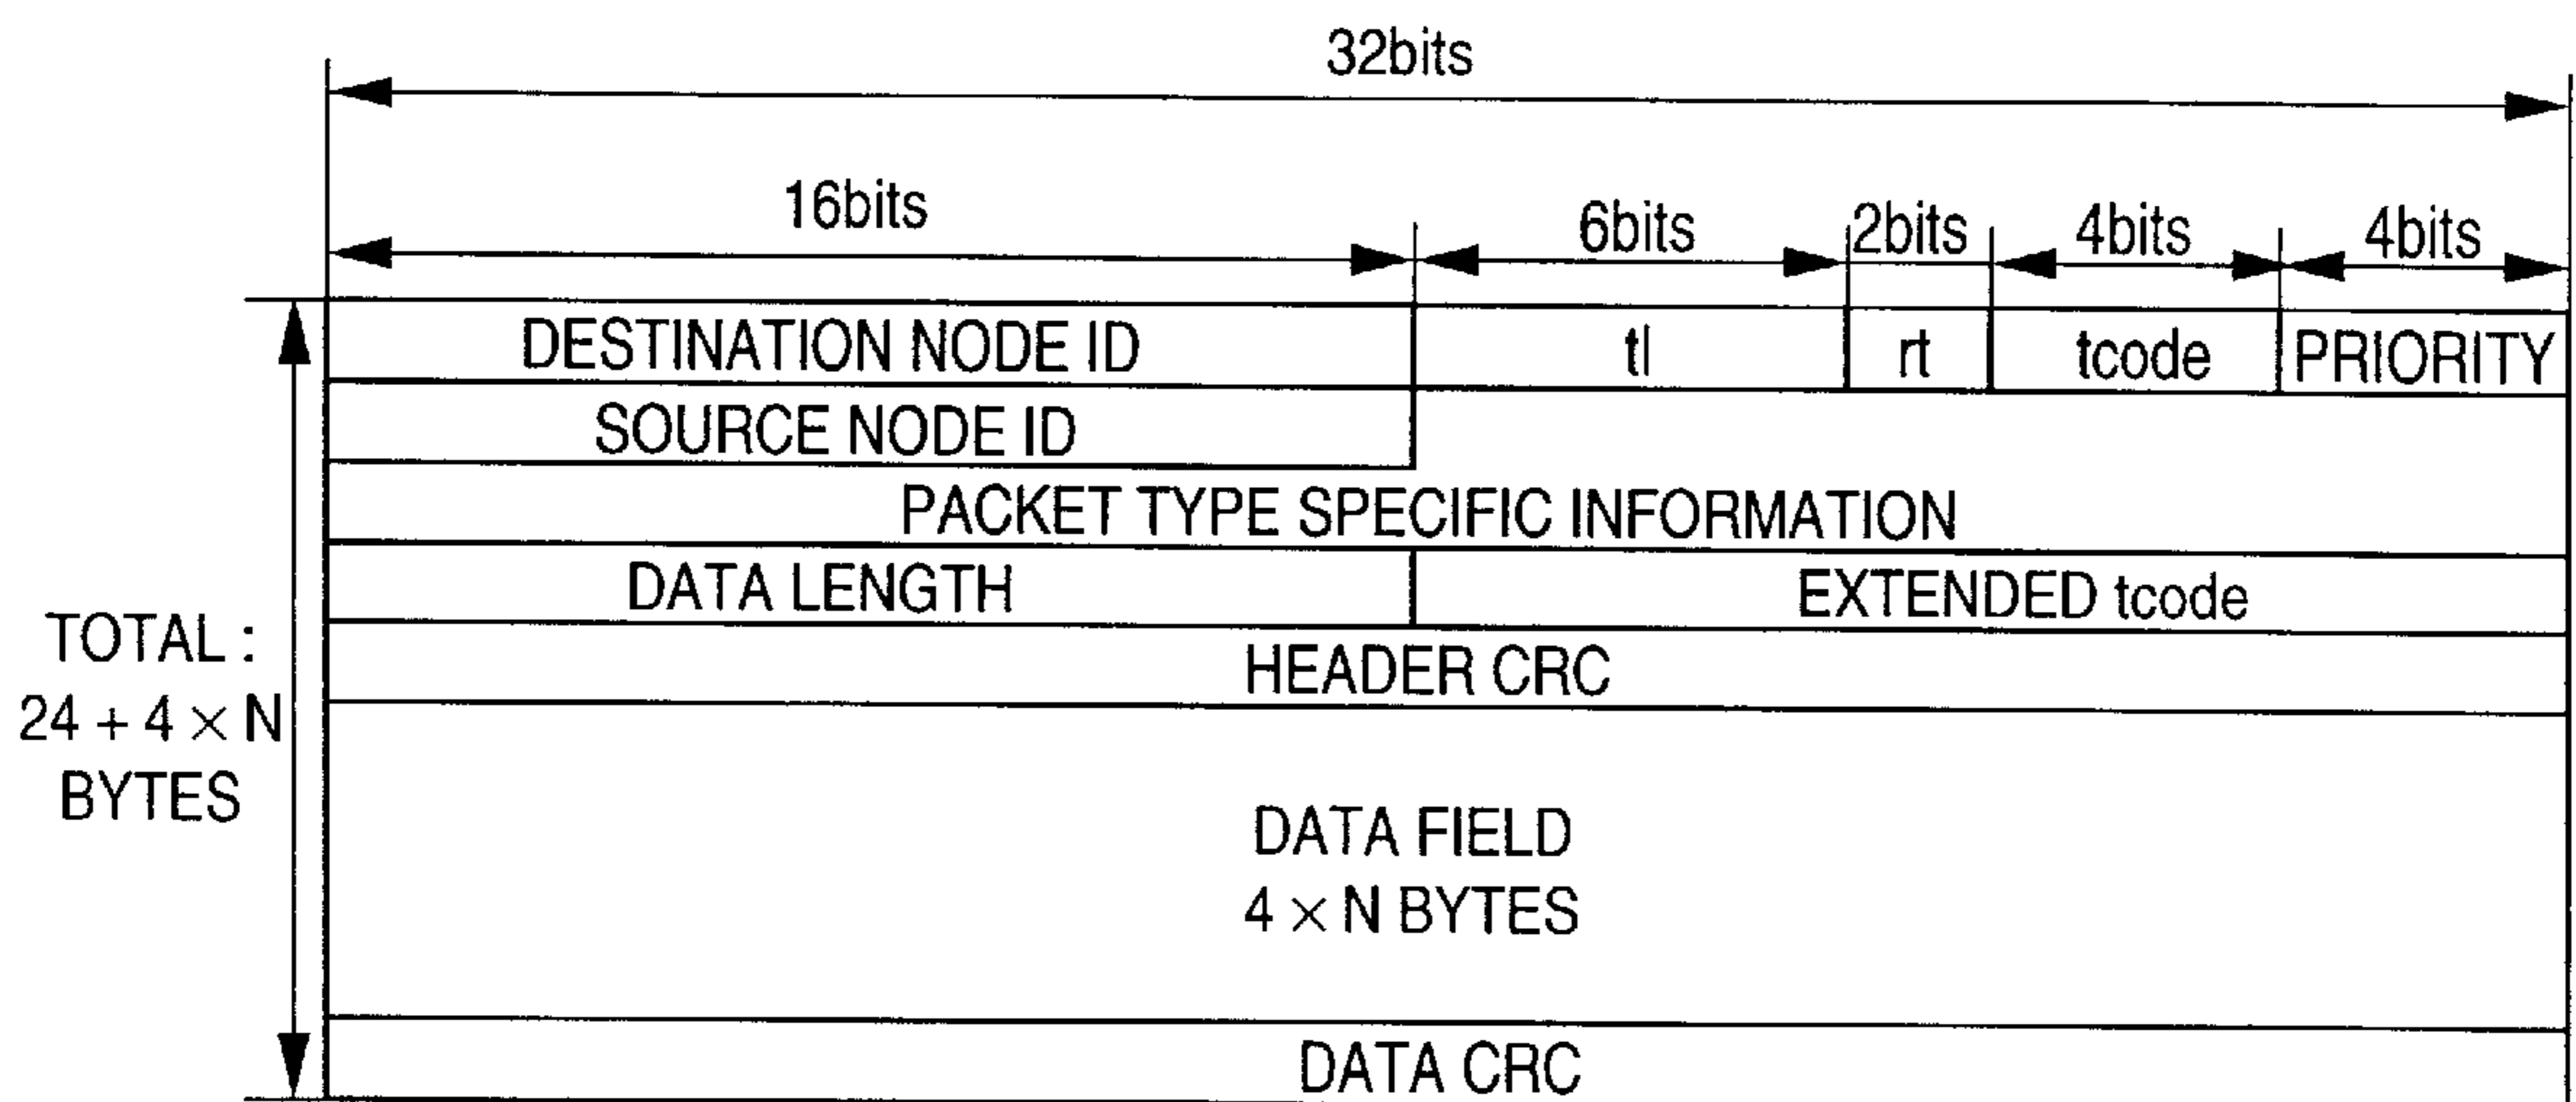 32bits
16bits 6bits 2bits 4bits 4bits
DESTINATION NODE ID tl rt tcode PRIORITY
SOURCE NODE ID
PACKET TYPE SPECIFIC INFORMATION
DATA LENGTH EXTENDED tcode
HEADER CRC
TOTAL :
24 + 4 × N
BYTES
DATA FIELD
4 × N BYTES
DATA CRC